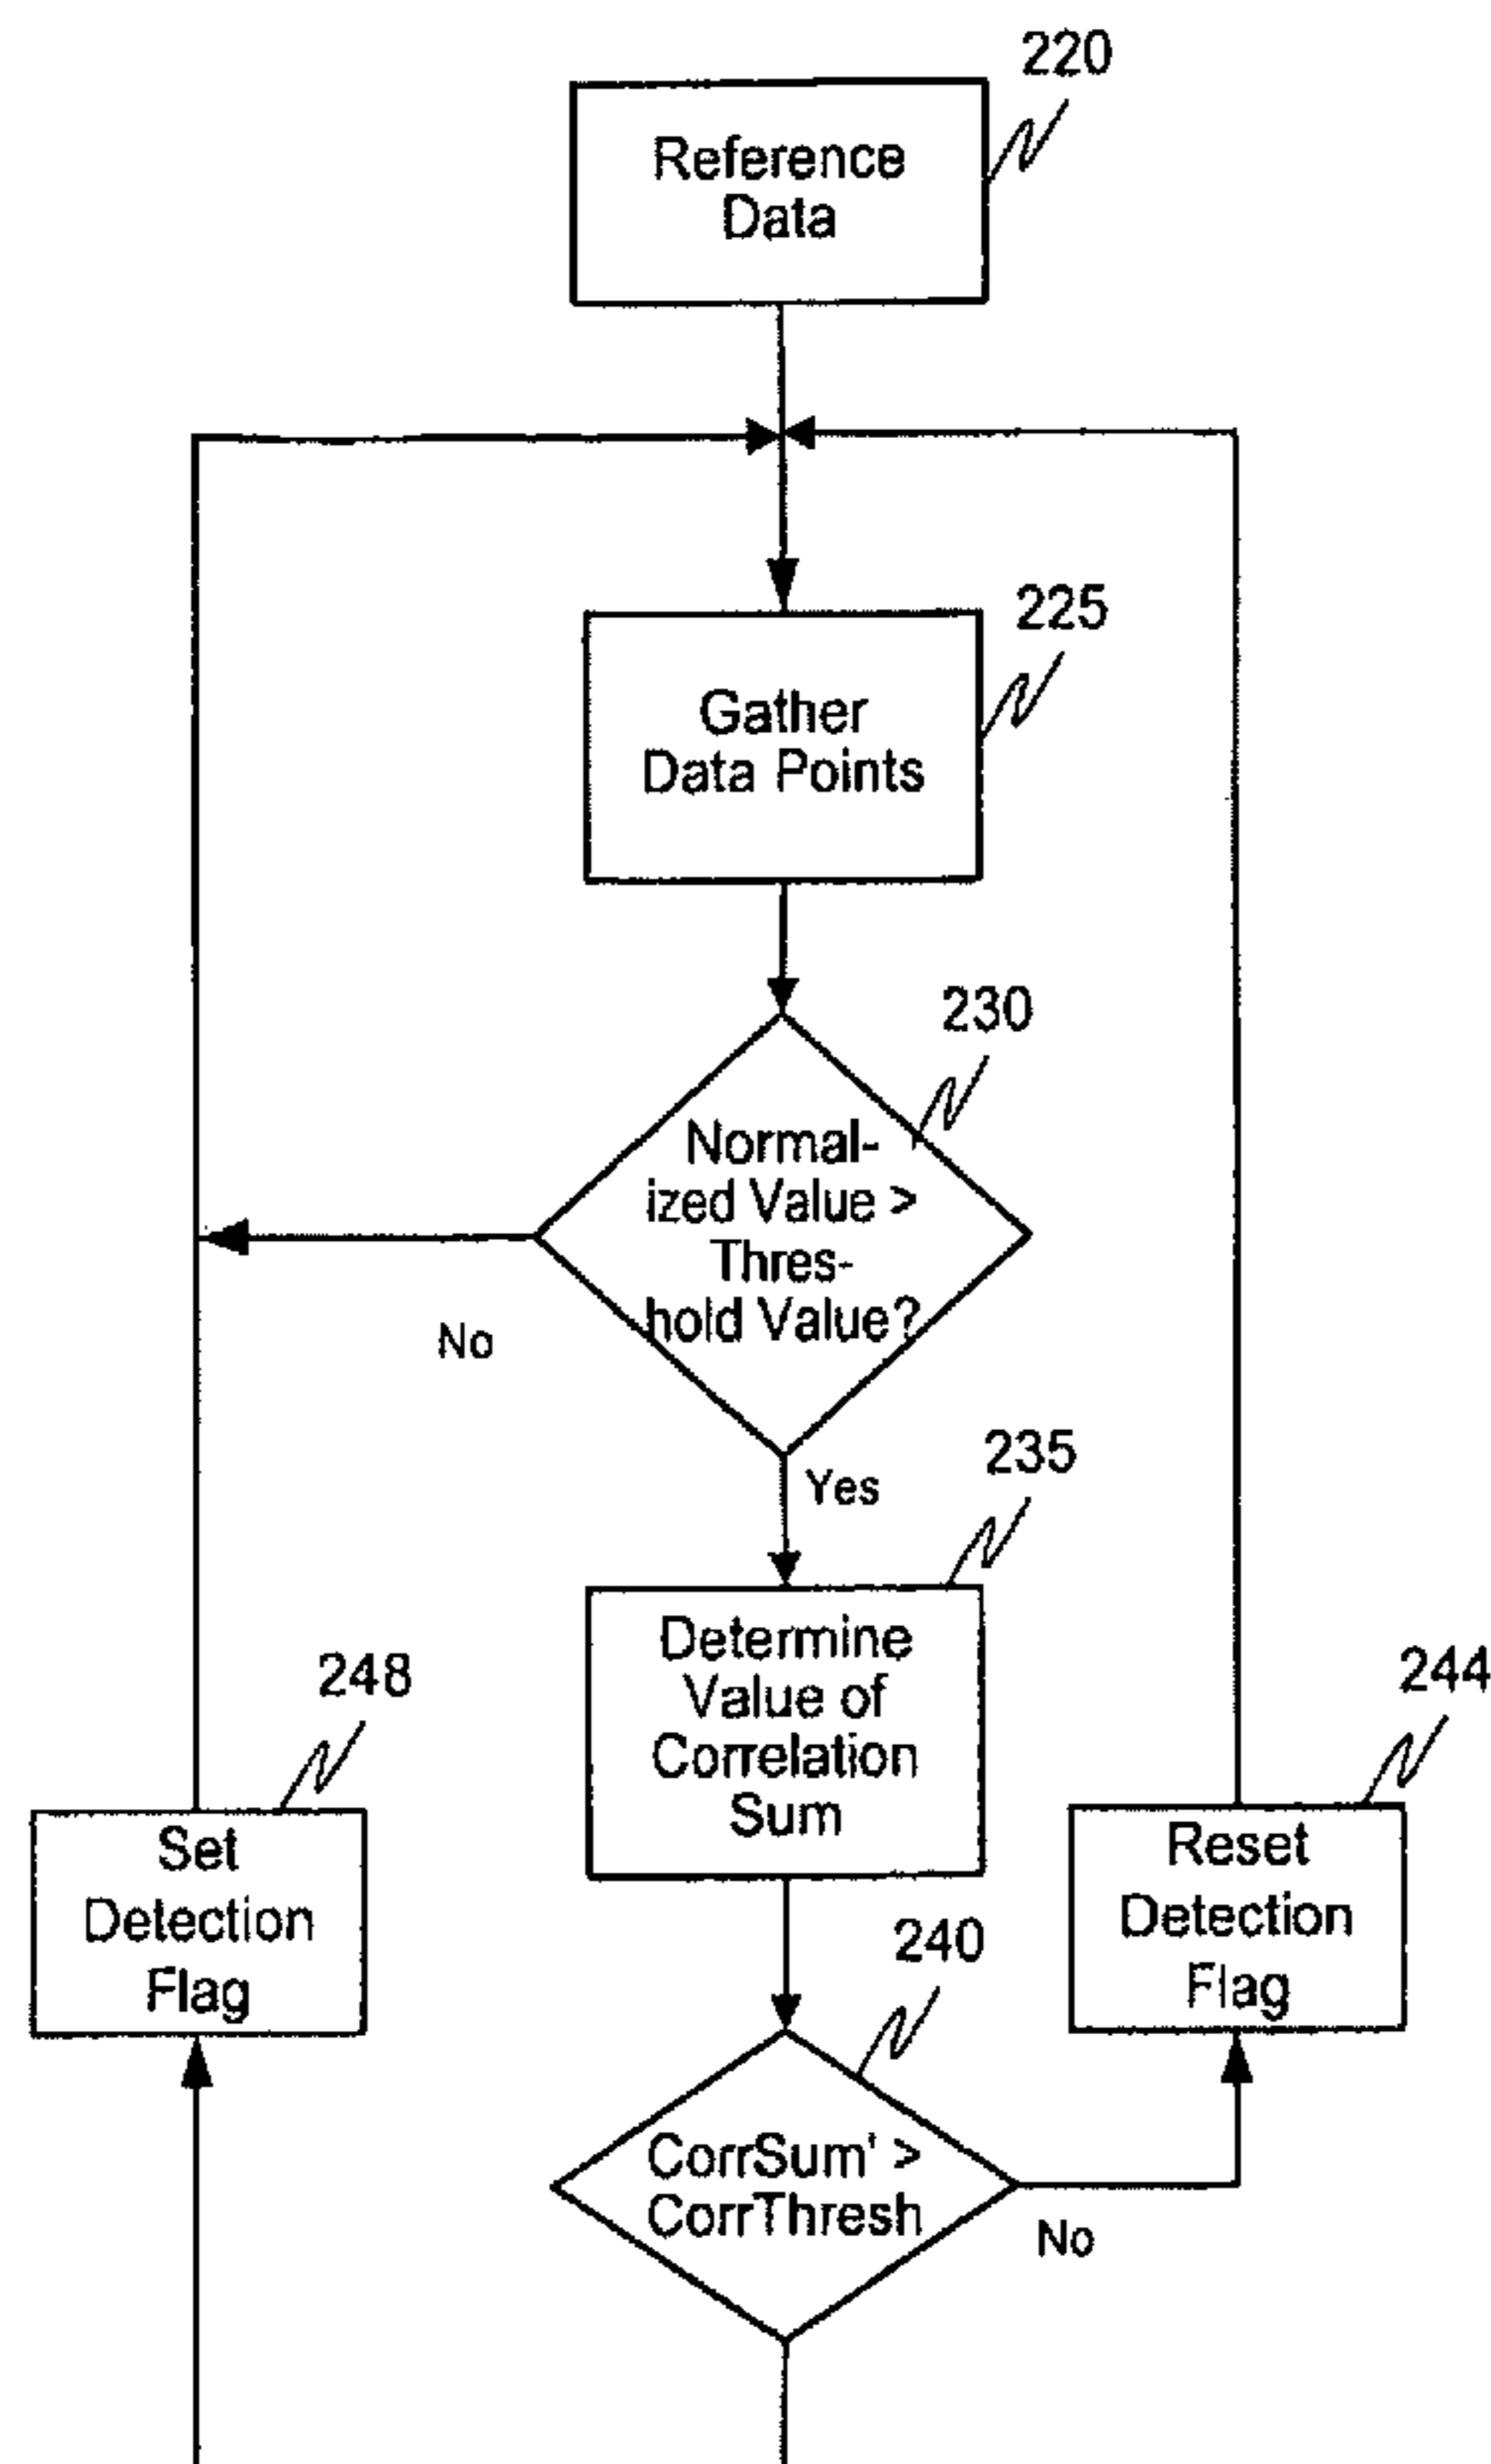 220
Reference
Data
225
Gather
Data Points
230
Normal-
ized Value >
Thres-
hold Value?
No
Yes
235
Determine
Value of
Correlation
Sum
248
Set
Detection
Flag
244
Reset
Detection
Flag
240
CorrSum' >
CorrThresh
No